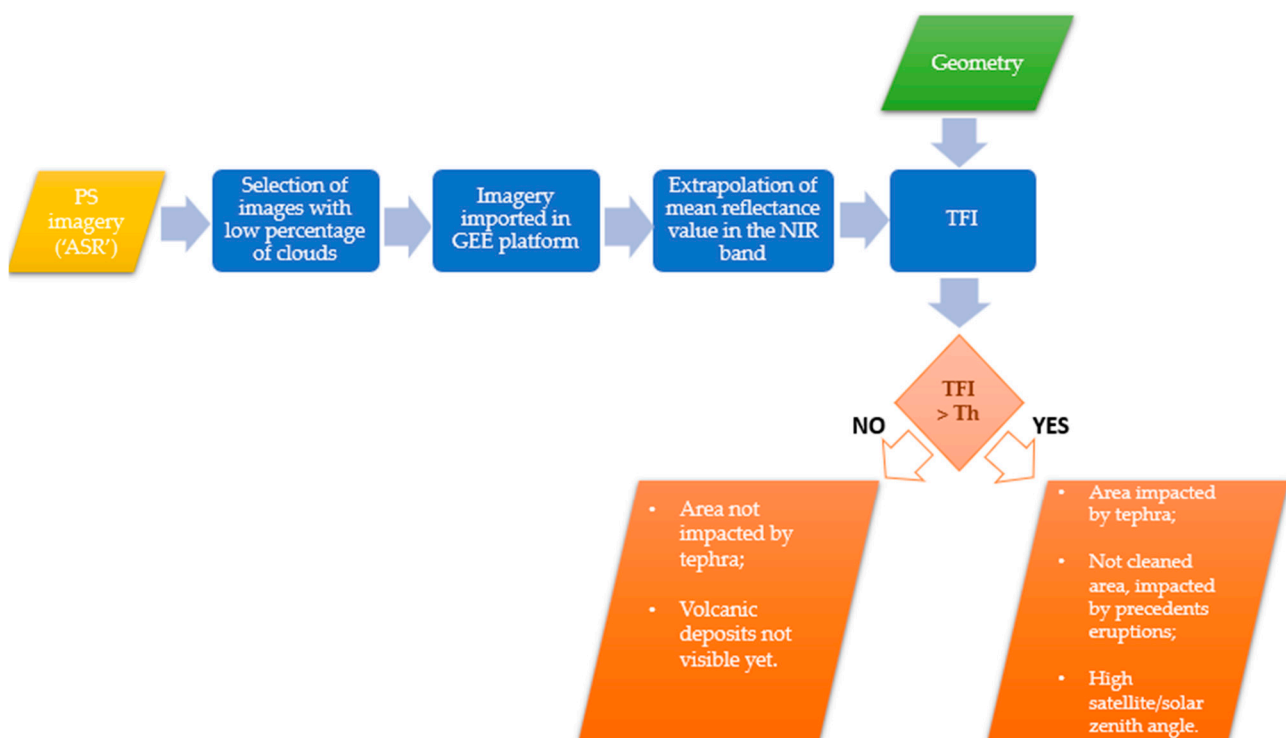 Geometry
PS
imagery
('ASR')
Selection of
images with
low percentage
of clouds
Imagery
imported in
GEE platform
Extrapolation of
mean reflectance
value in the NIR
band
TFI
TFI
> Th
NO
YES
• Area not
impacted by
tephra;
• Volcanic
deposits not
visible yet.
• Area impacted
by tephra;
• Not cleaned
area, impacted
by precedents
eruptions;
• High
satellite/solar
zenith angle.